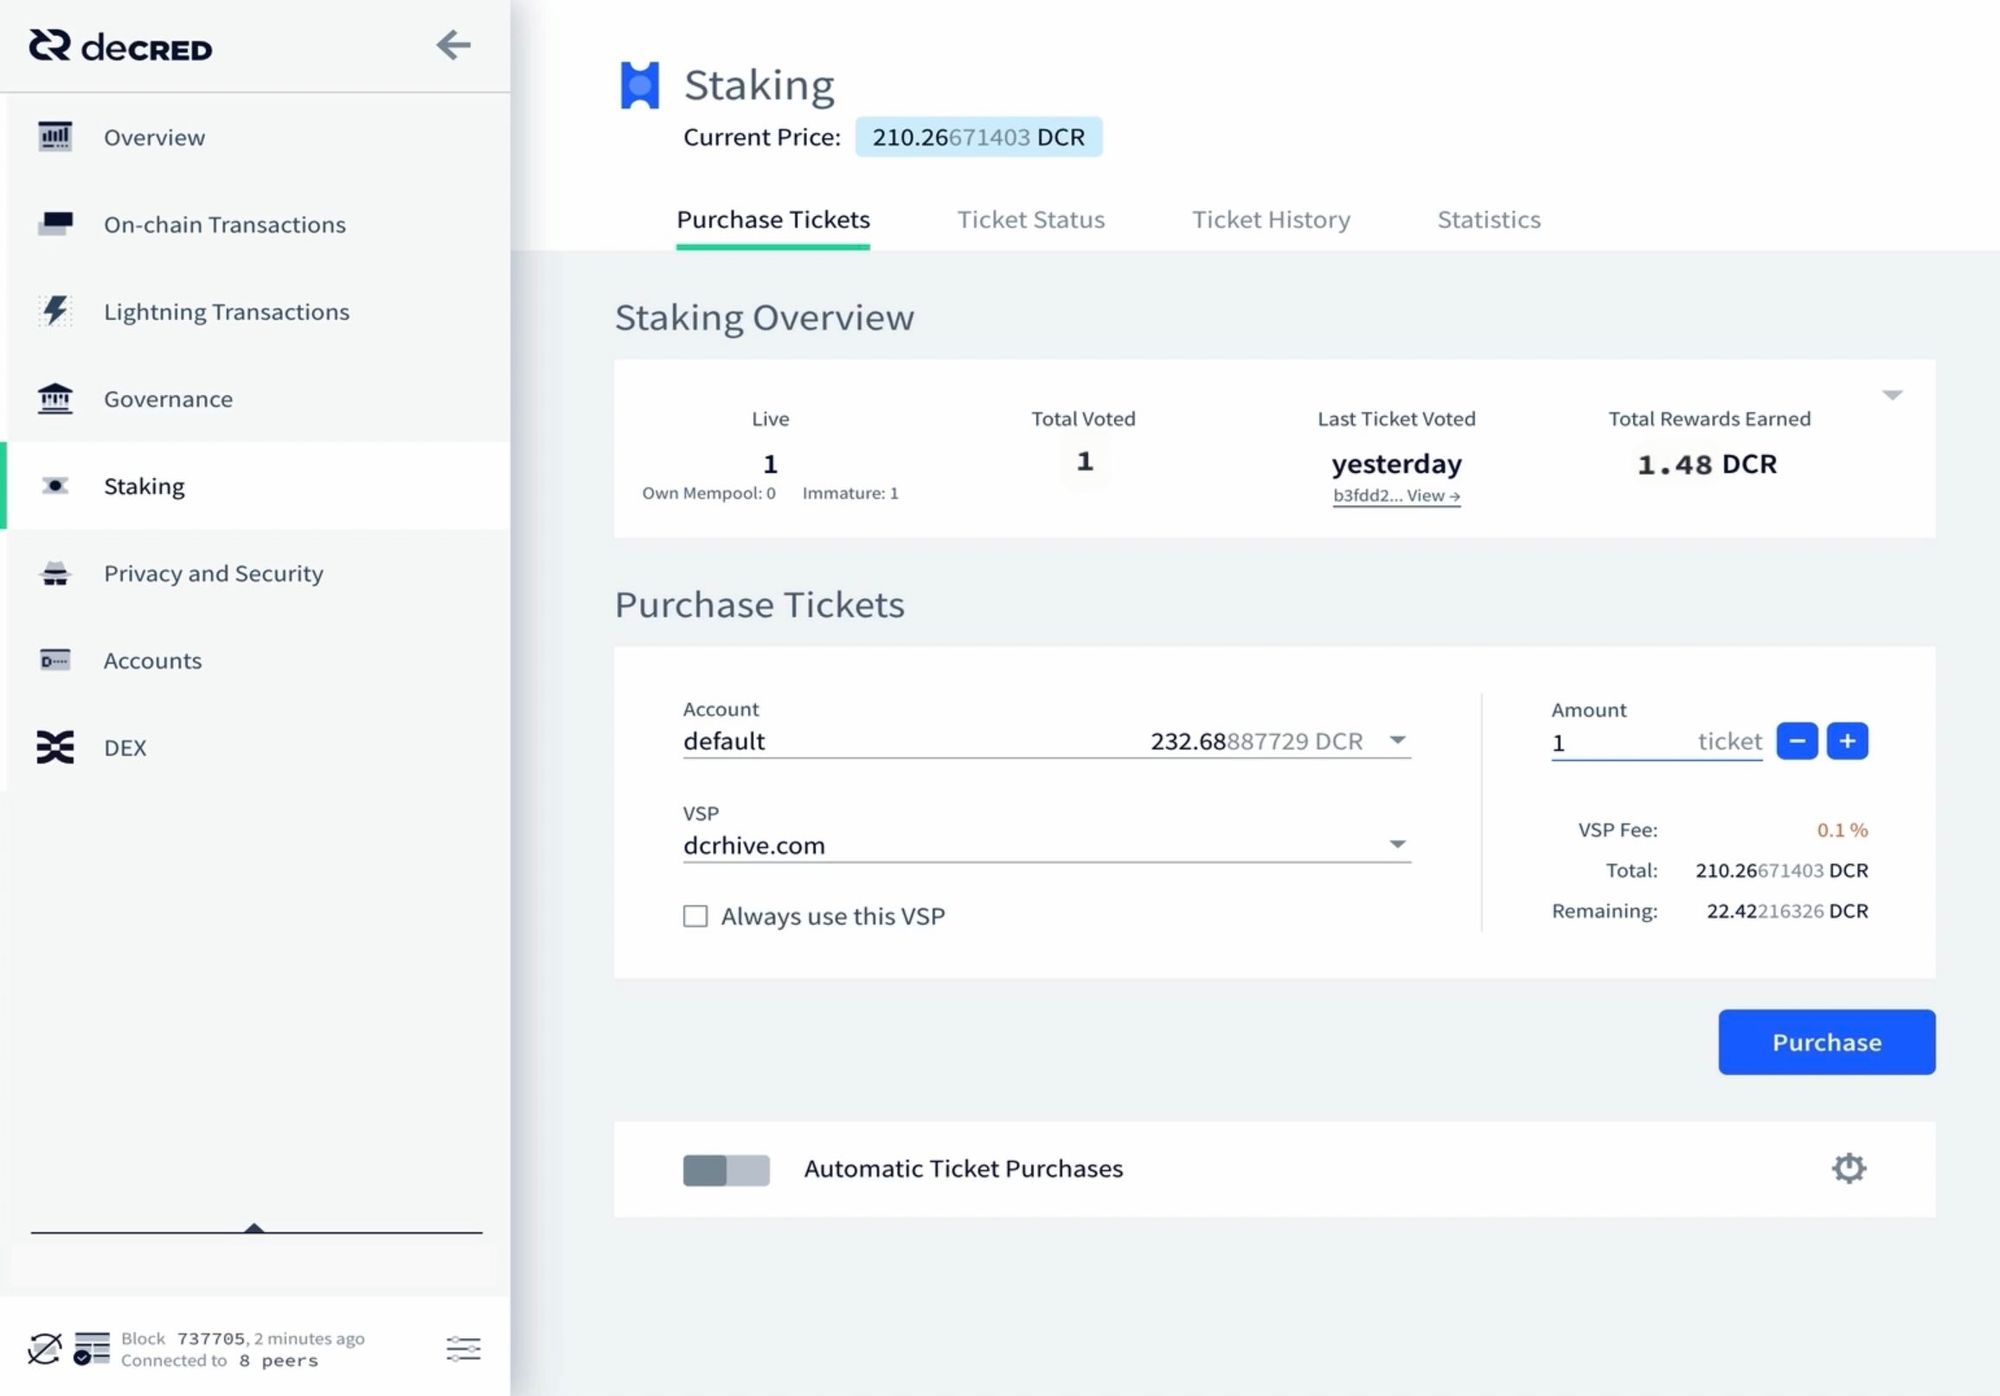 decred
Overview
On-chain Transactions
Lightning Transactions
Governance
Staking
Privacy and Security
Accounts
D
DEX
Block 737705, 2 minutes ago
Connected to 8 peers
Staking
Current Price: 210.26671403 DCR
Purchase Tickets Ticket Status Ticket History Statistics
Staking Overview
Live Total Voted Last Ticket Voted Total Rewards Earned
1 1 yesterday 1.48 DCR
Own Mempool: 0 Immature: 1 b3fdd2... View →
Purchase Tickets
Account
default 232.68887729 DCR
VSP
dcrhive.com
Always use this VSP
Amount
1 ticket − +
VSP Fee: 0.1 %
Total: 210.26671403 DCR
Remaining: 22.42216326 DCR
Purchase
Automatic Ticket Purchases